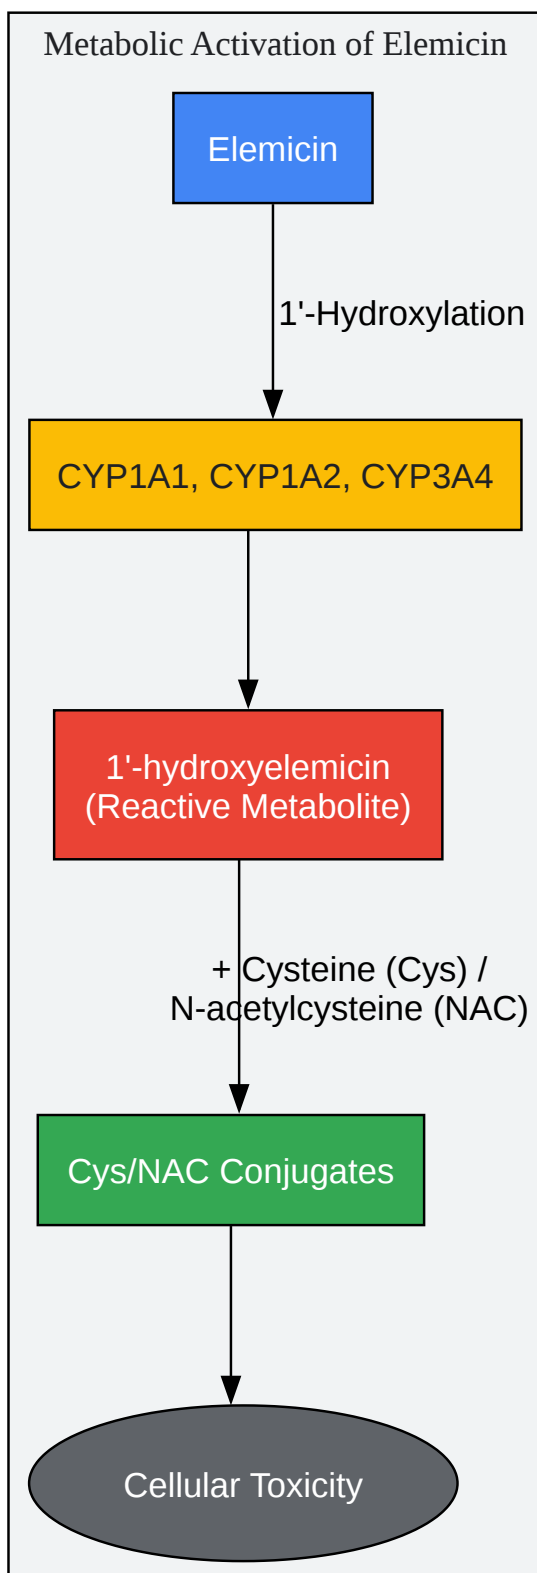 Metabolic Activation of Elemicin
Elemicin
1'-Hydroxylation
CYP1A1, CYP1A2, CYP3A4
1'-hydroxyelemicin
(Reactive Metabolite)
+ Cysteine (Cys) /
N-acetylcysteine (NAC)
Cys/NAC Conjugates
Cellular Toxicity